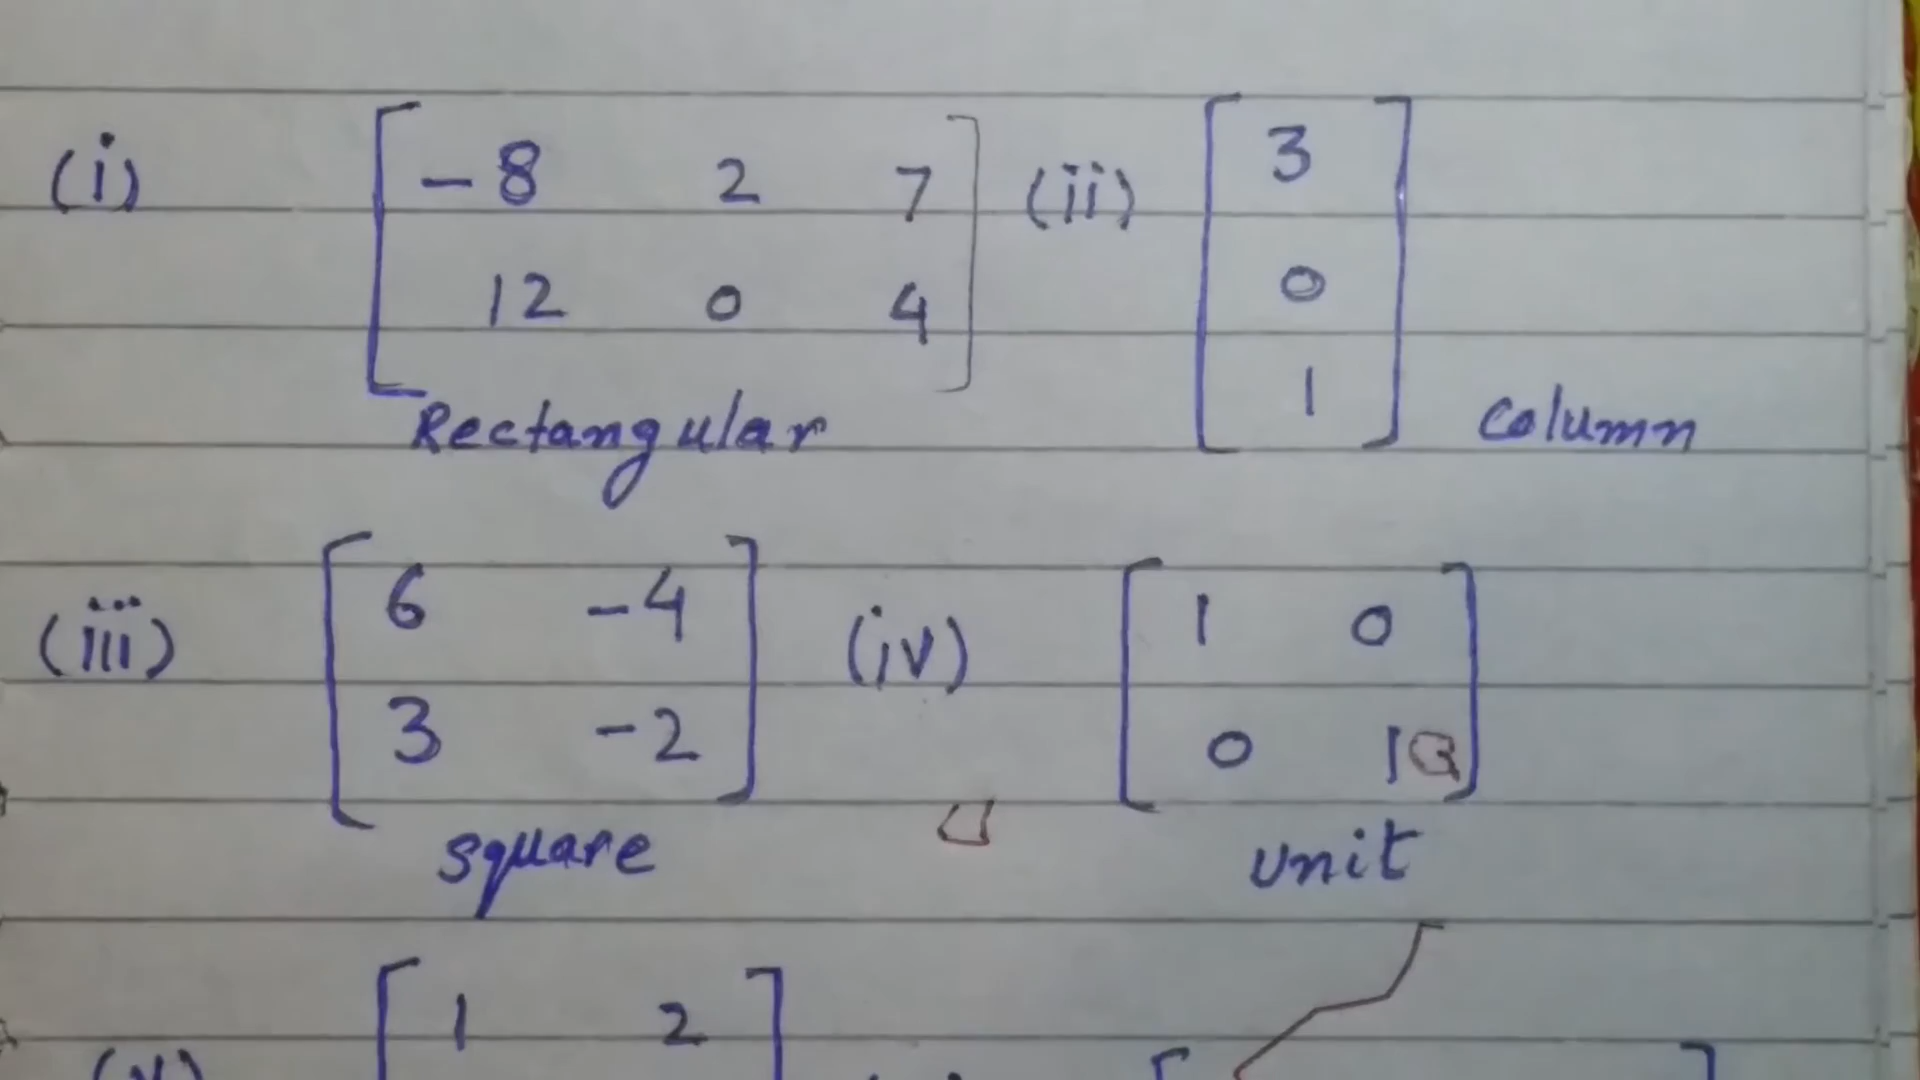 (i) -8 2 7 (ii) 3
12 0 4 0
1
Rectangular column
(iii) 6 -4 (iv) 1 0
3 -2 0 1
square unit
1 2
(v)